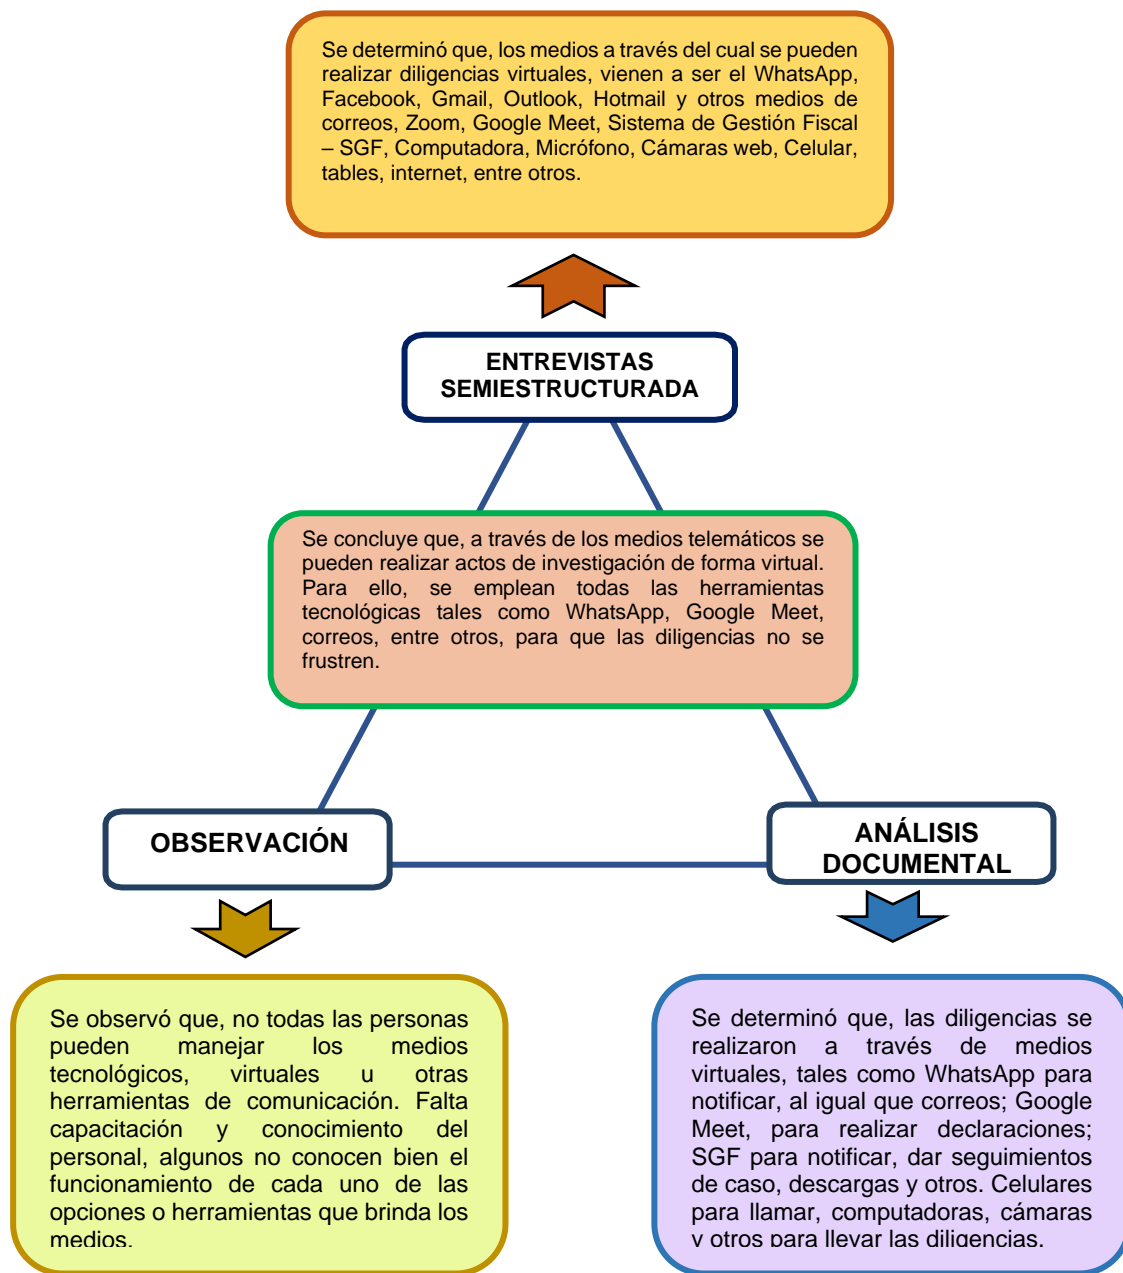 Se determinó que, los medios a través del cual se pueden
realizar diligencias virtuales, vienen a ser el WhatsApp,
Facebook, Gmail, Outlook, Hotmail y otros medios de
correos, Zoom, Google Meet, Sistema de Gestión Fiscal
– SGF, Computadora, Micrófono, Cámaras web, Celular,
tables, internet, entre otros.
ENTREVISTAS
SEMIESTRUCTURADA
Se concluye que, a través de los medios telemáticos se
pueden realizar actos de investigación de forma virtual.
Para ello, se emplean todas las herramientas
tecnológicas tales como WhatsApp, Google Meet,
correos, entre otros, para que las diligencias no se
frustren.
OBSERVACIÓN
ANÁLISIS
DOCUMENTAL
Se observó que, no todas las personas
pueden manejar los medios
tecnológicos, virtuales u otras
herramientas de comunicación. Falta
capacitación y conocimiento del
personal, algunos no conocen bien el
funcionamiento de cada uno de las
opciones o herramientas que brinda los
medios.
Se determinó que, las diligencias se
realizaron a través de medios
virtuales, tales como WhatsApp para
notificar, al igual que correos; Google
Meet, para realizar declaraciones;
SGF para notificar, dar seguimientos
de caso, descargas y otros. Celulares
para llamar, computadoras, cámaras
y otros para llevar las diligencias.